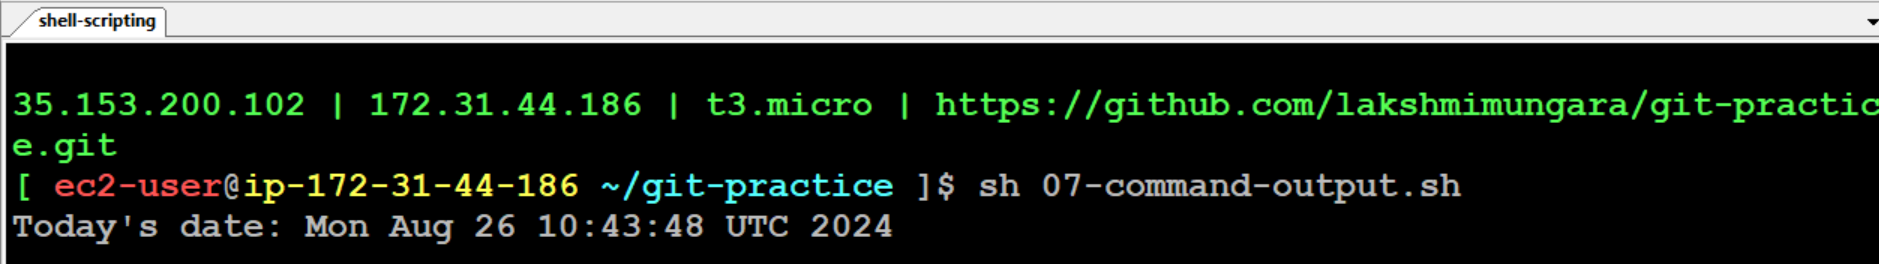 shell-scripting
35.153.200.102 | 172.31.44.186 | t3.micro | https://github.com/lakshmimungara/git-practic
e.git
[ ec2-user@ip-172-31-44-186 ~/git-practice ]$ sh 07-command-output.sh
Today's date: Mon Aug 26 10:43:48 UTC 2024